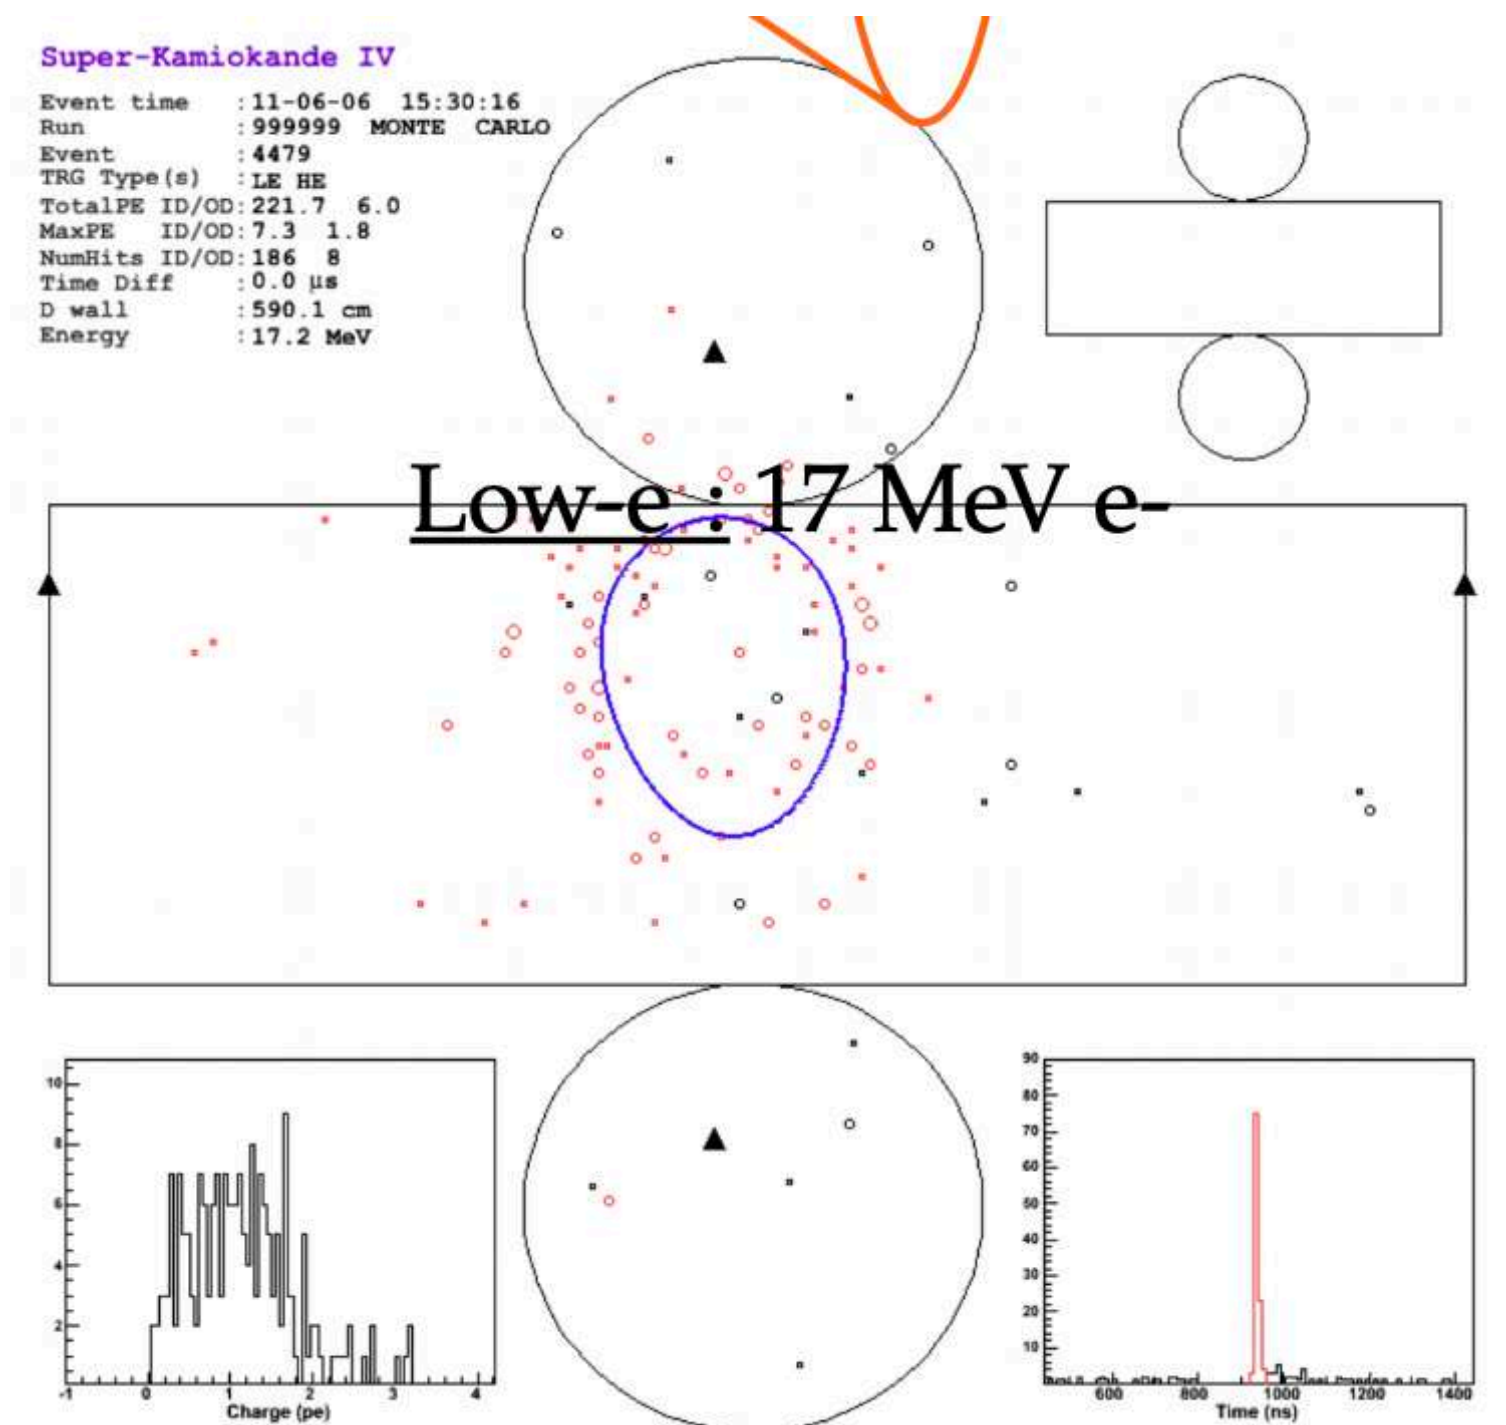 Super-Kamiokande IV
Event time :11-06-06 15:30:16
Run :999999 MONTE CARLO
Event :4479
TRG Type(s) :LE HE
TotalPE ID/OD:221.7 6.0
MaxPE ID/OD:7.3 1.8
NumHits ID/OD:186 8
Time Diff :0.0 µs
D wall :590.1 cm
Energy :17.2 MeV
Low-e : 17 MeV e-
10
8
6
4
2
-1 0 1 2 3 4
Charge (pe)
90
80
70
60
50
40
30
20
10
600 800 1000 1200 1400
Time (ns)